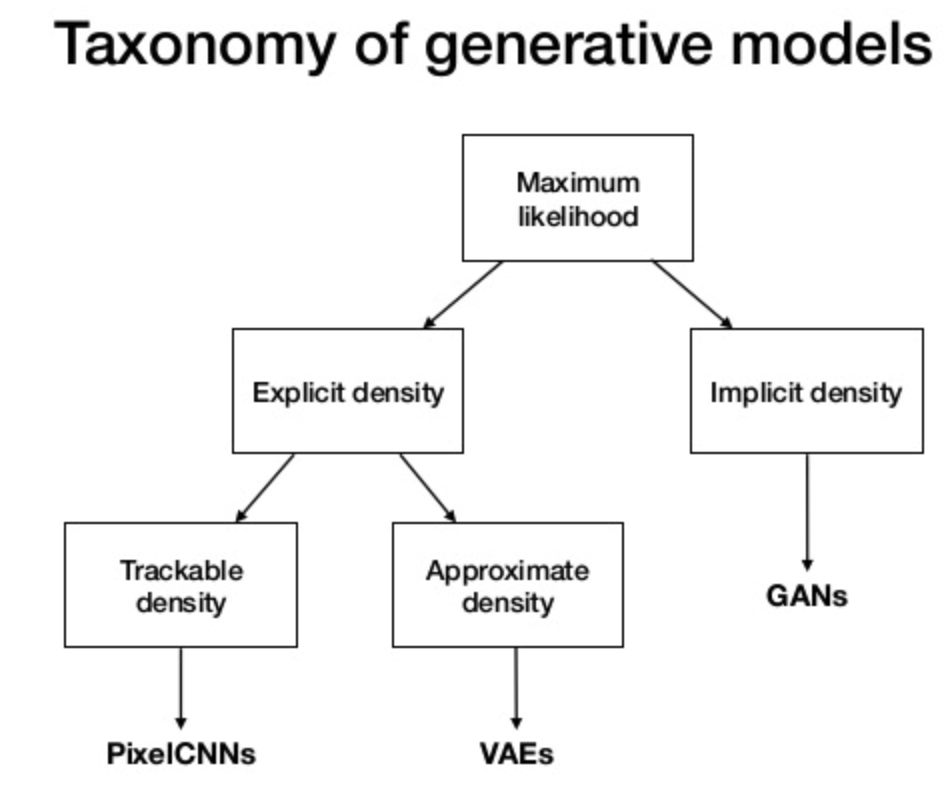 Taxonomy of generative models
Maximum
likelihood
Explicit density
Implicit density
Trackable
density
Approximate
density
GANs
PixelCNNs
VAEs